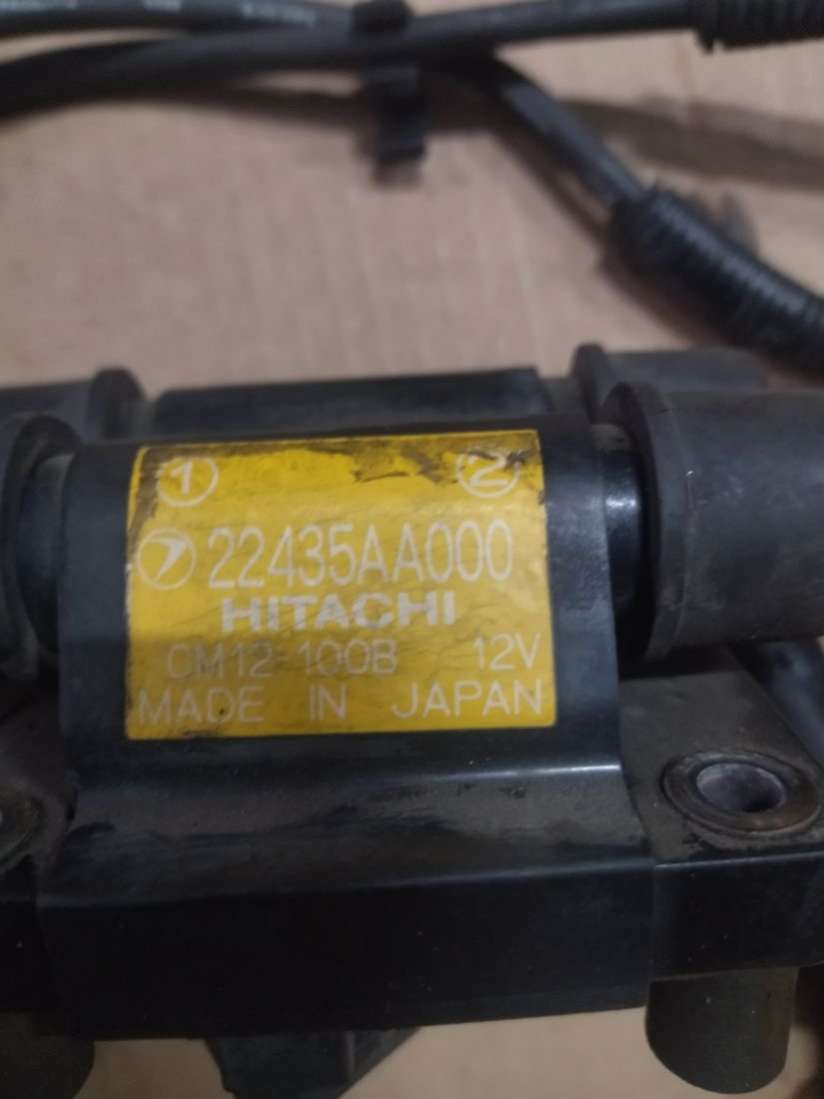 ① ②
22435AA000
HITACHI
CM12-100B 12V
MADE IN JAPAN